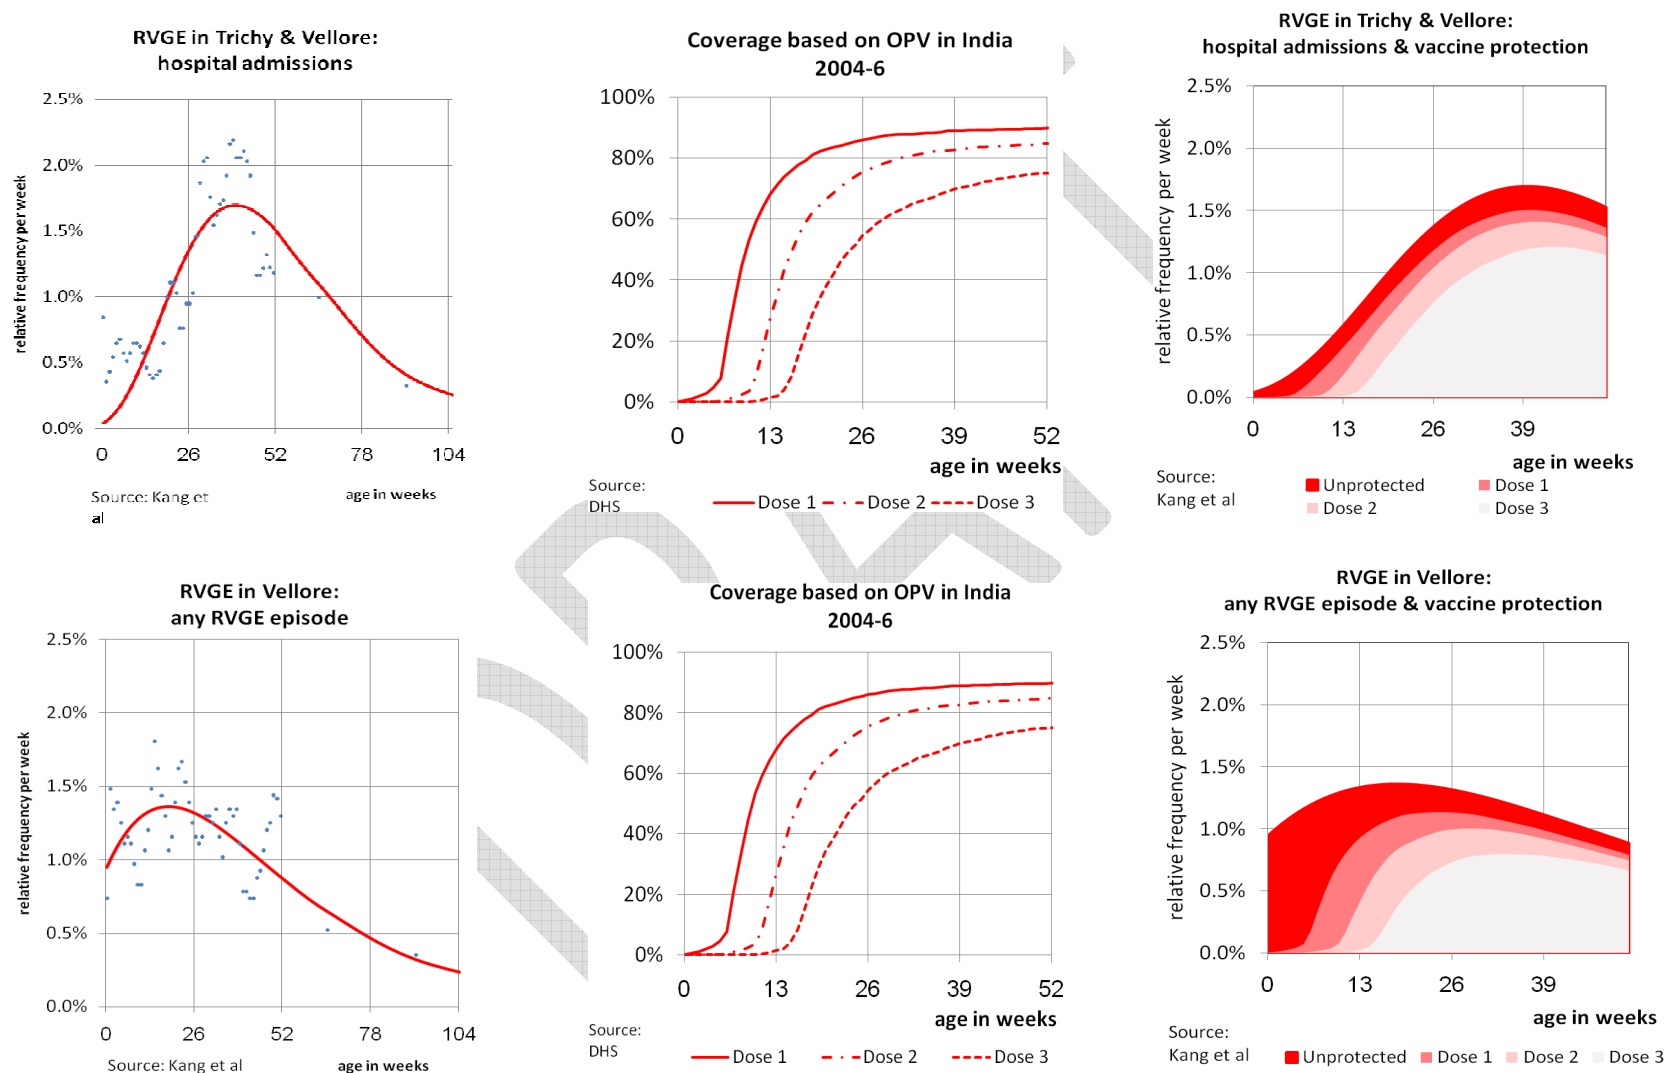 RVGE in Trichy & Vellore:
hospital admissions
2.5%
2.0%
1.5%
1.0%
0.5%
0.0%
relative frequency per week
0 26 52 78 104
Source: Kang et
al
age in weeks
Coverage based on OPV in India
2004-6
100%
80%
60%
40%
20%
0%
0 13 26 39 52
age in weeks
Source:
DHS
Dose 1 Dose 2 Dose 3
RVGE in Trichy & Vellore:
hospital admissions & vaccine protection
2.5%
2.0%
1.5%
1.0%
0.5%
0.0%
relative frequency per week
0 13 26 39
age in weeks
Source:
Kang et al
Unprotected Dose 1
Dose 2 Dose 3
RVGE in Vellore:
any RVGE episode
2.5%
2.0%
1.5%
1.0%
0.5%
0.0%
relative frequency per week
0 26 52 78 104
Source: Kang et al age in weeks
Coverage based on OPV in India
2004-6
100%
80%
60%
40%
20%
0%
0 13 26 39 52
age in weeks
Source:
DHS
Dose 1 Dose 2 Dose 3
RVGE in Vellore:
any RVGE episode & vaccine protection
2.5%
2.0%
1.5%
1.0%
0.5%
0.0%
relative frequency per week
0 13 26 39
age in weeks
Source:
Kang et al
Unprotected Dose 1 Dose 2 Dose 3